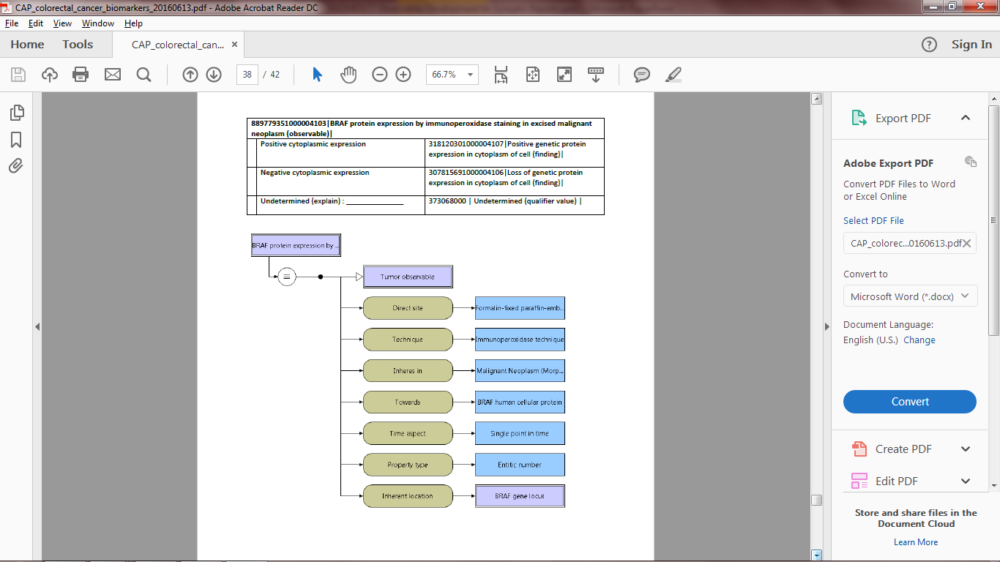 CAP_colorectal_cancer_biomarkers_20160613.pdf - Adobe Acrobat Reader DC
File Edit View Window Help
Home Tools CAP_colorectal_can... × Sign In
38 / 42 66.7%
889779351000004103|BRAF protein expression by immunoperoxidase staining in excised malignant
neoplasm (observable)|
Positive cytoplasmic expression 318120301000004107|Positive genetic protein
expression in cytoplasm of cell (finding)|
Negative cytoplasmic expression 307815691000004106|Loss of genetic protein
expression in cytoplasm of cell (finding)|
Undetermined (explain) : ________________ 373068000 | Undetermined (qualifier value) |
BRAF protein expression by ...
Tumor observable
Direct site Formalin-fixed paraffin-emb...
Technique Immunoperoxidase technique
Inheres in Malignant Neoplasm (Morp...
Towards BRAF human cellular protein
Time aspect Single point in time
Property type Entitic number
Inherent location BRAF gene locus
Export PDF
Adobe Export PDF
Convert PDF Files to Word
or Excel Online
Select PDF File
CAP_colorec...0160613.pdf
Convert to
Microsoft Word (*.docx)
Document Language:
English (U.S.) Change
Convert
Create PDF
Edit PDF
Store and share files in the
Document Cloud
Learn More